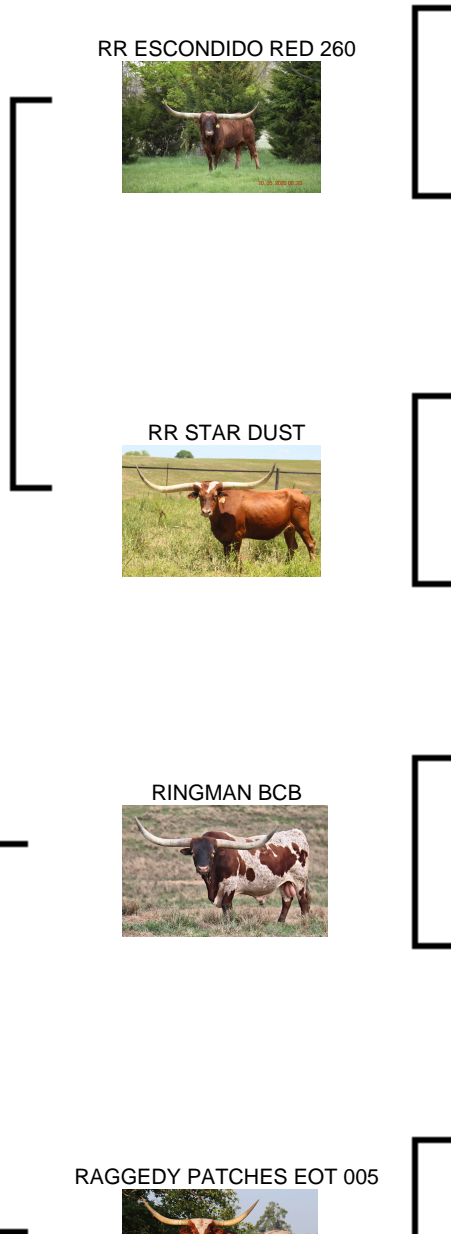 RR ESCONDIDO RED 260
RR STAR DUST
RINGMAN BCB
RAGGEDY PATCHES EOT 005